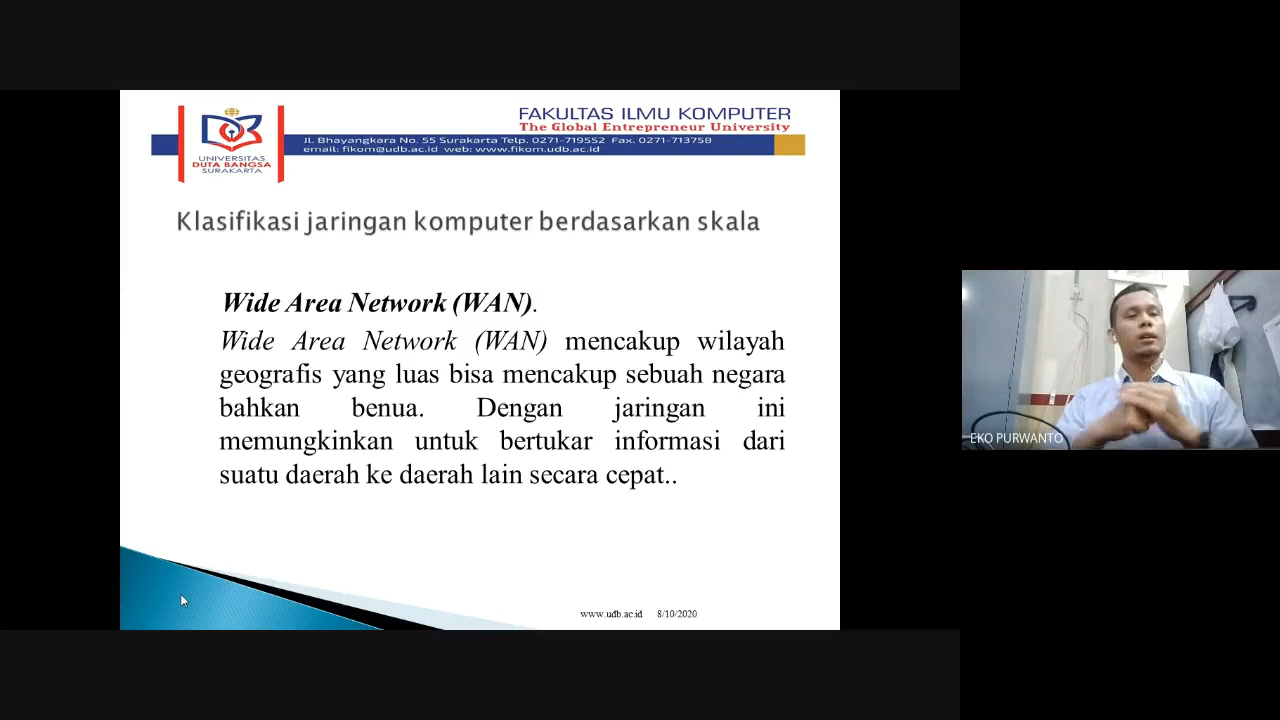 FAKULTAS ILMU KOMPUTER
The Global Entrepreneur University
Jl. Bhayangkara No. 55 Surakarta Telp. 0271-719552 Fax. 0271-713758
email: fikom@udb.ac.id web: www.fikom.udb.ac.id
UNIVERSITAS
DUTA BANGSA
SURAKARTA
Klasifikasi jaringan komputer berdasarkan skala
Wide Area Network (WAN).
Wide Area Network (WAN) mencakup wilayah
geografis yang luas bisa mencakup sebuah negara
bahkan benua. Dengan jaringan ini
memungkinkan untuk bertukar informasi dari
suatu daerah ke daerah lain secara cepat..
www.udb.ac.id 8/10/2020
EKO PURWANTO